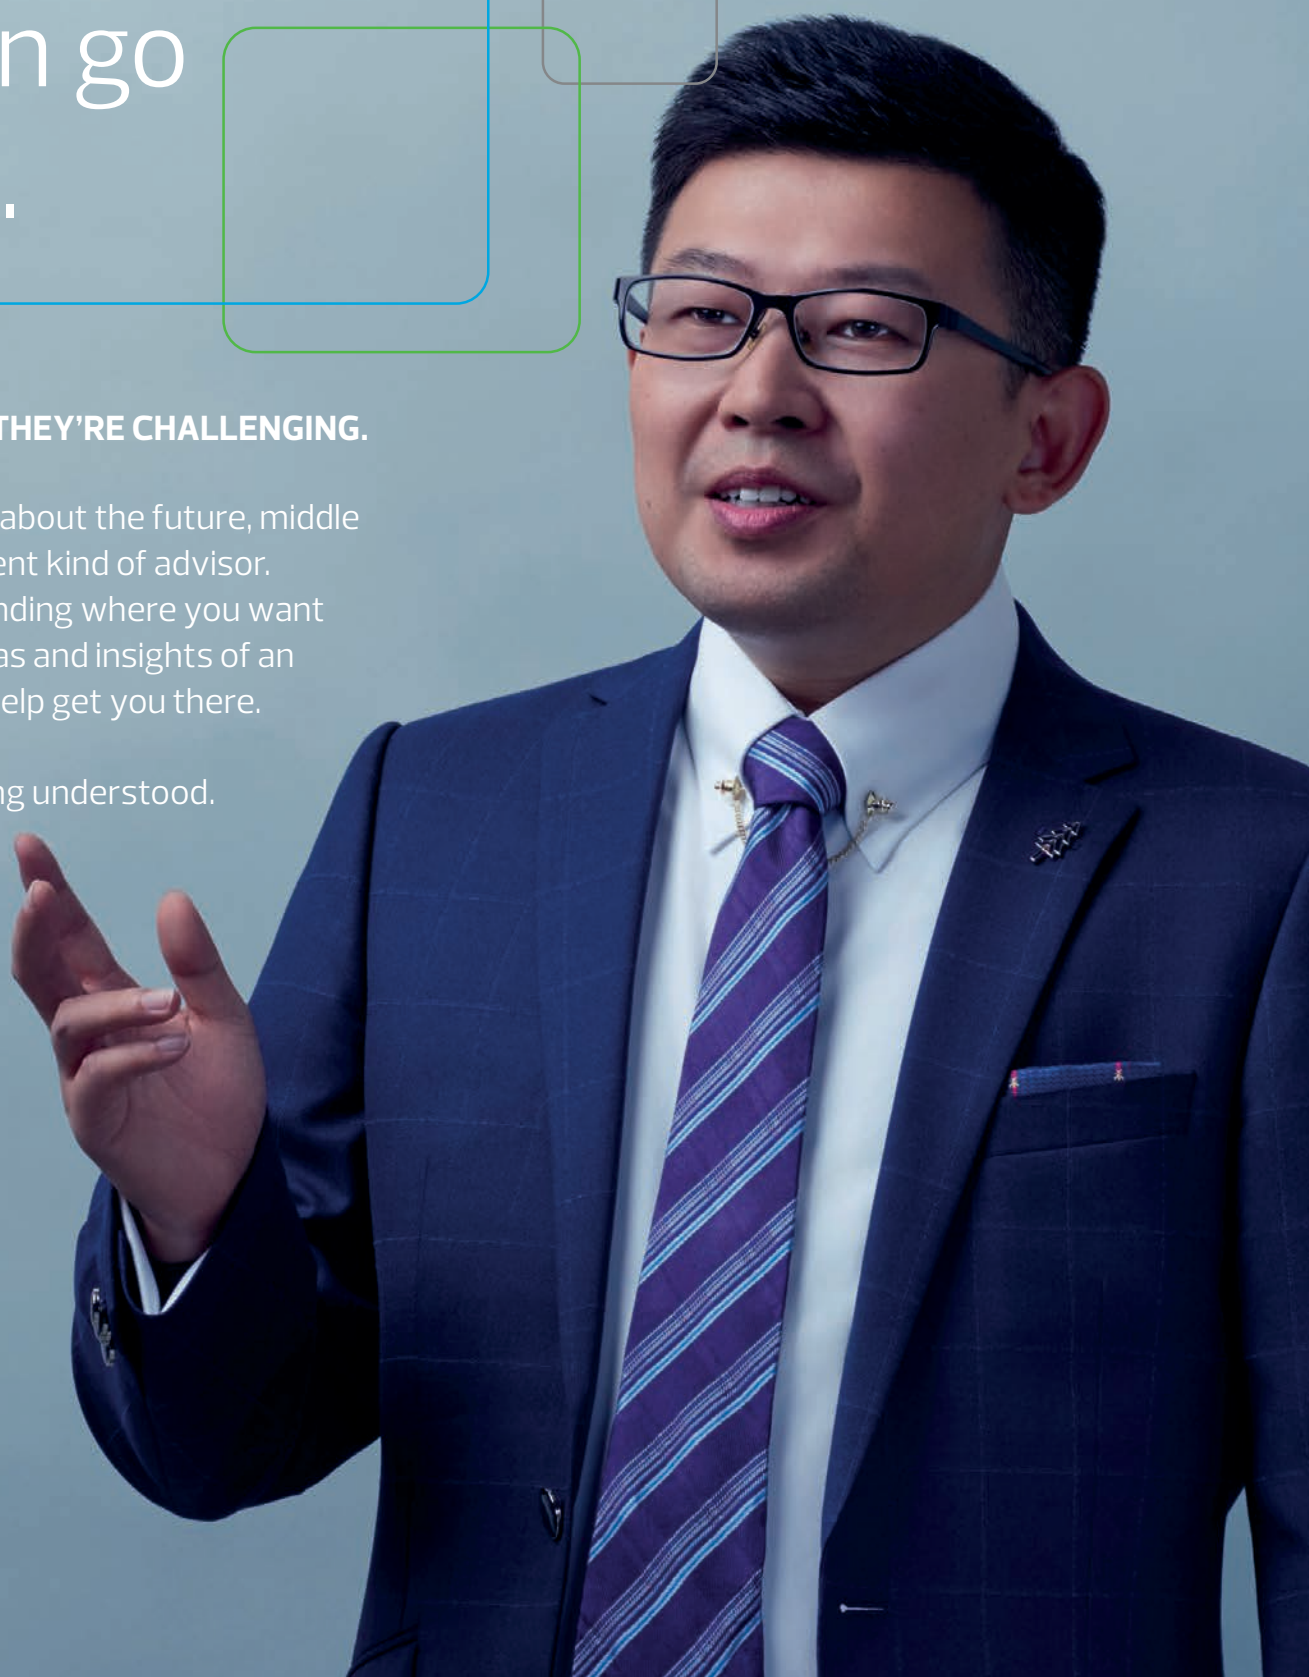 n go
.
THEY’RE CHALLENGING.
about the future, middle
ent kind of advisor.
nding where you want
as and insights of an
elp get you there.
ng understood.